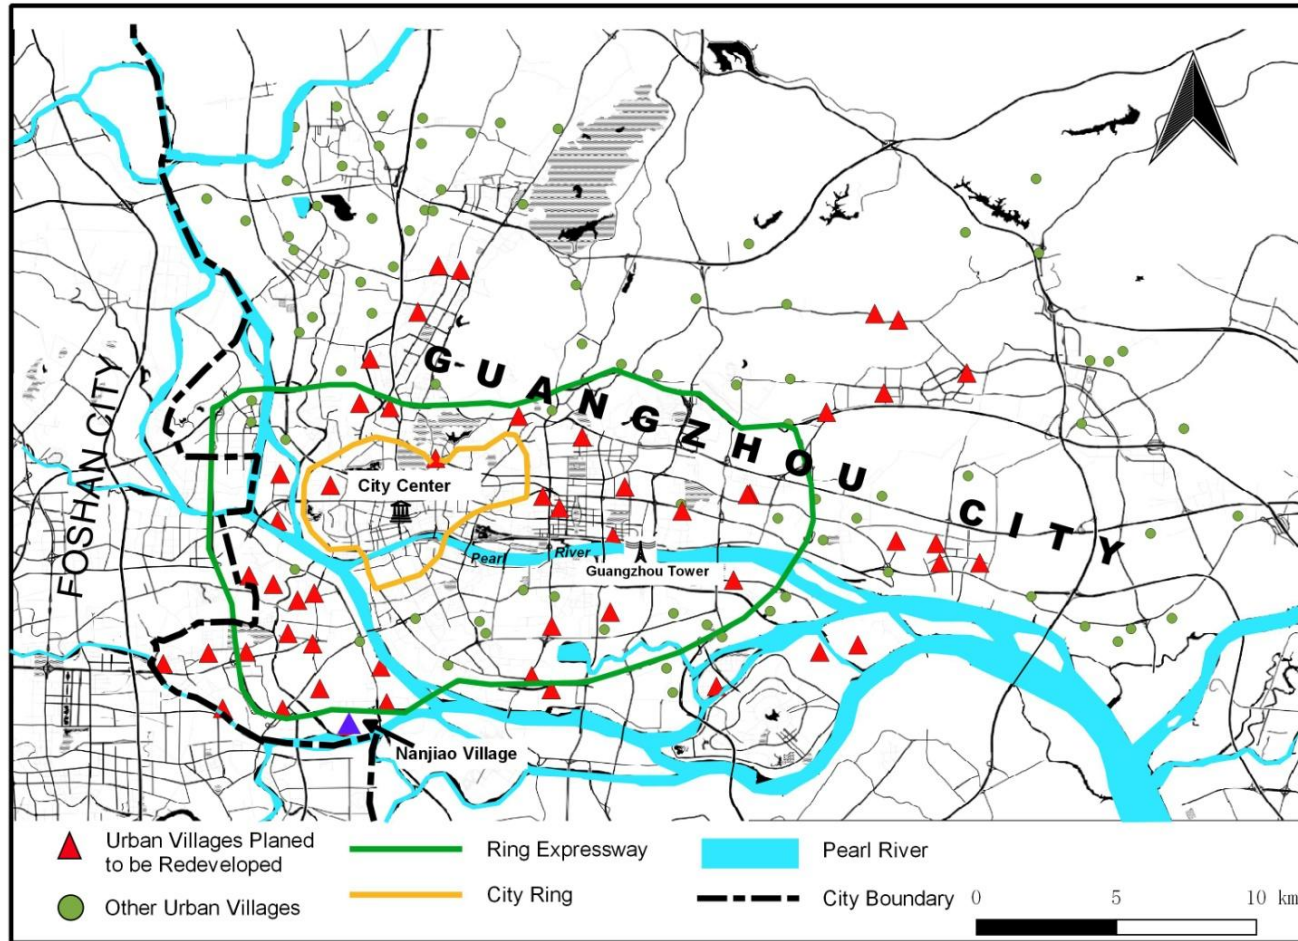 GUANGZHOU CITY
FOSHAN CITY
City Center
Pearl River
Guangzhou Tower
Nanjiao Village
Urban Villages Planed
to be Redeveloped
Ring Expressway
Pearl River
Other Urban Villages
City Ring
City Boundary
0 5 10 km